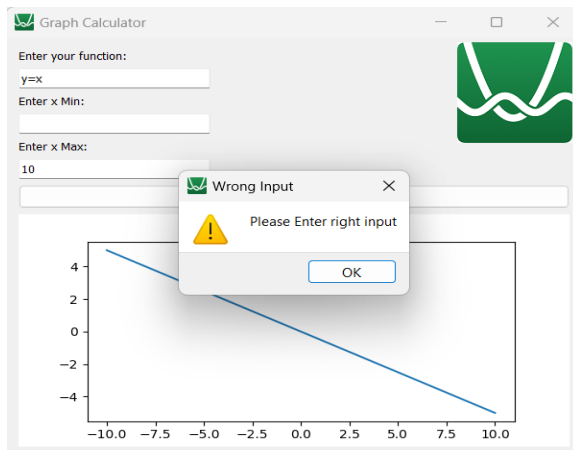 Graph Calculator
Enter your function:
y=x
Enter x Min:
Enter x Max:
10
Wrong Input
Please Enter right input
OK
4
2
0
−2
−4
−10.0 −7.5 −5.0 −2.5 0.0 2.5 5.0 7.5 10.0